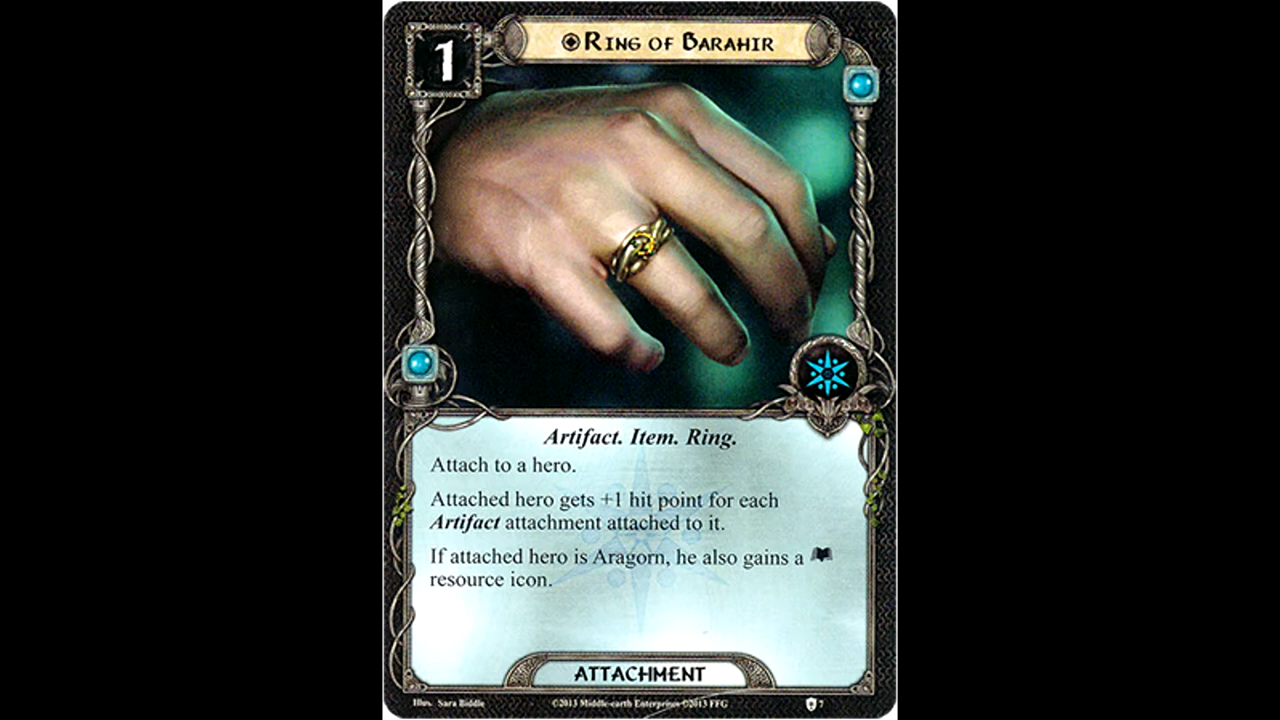 1
Ring of Barahir
Artifact. Item. Ring.
Attach to a hero.
Attached hero gets +1 hit point for each
Artifact attachment attached to it.
If attached hero is Aragorn, he also gains a
resource icon.
ATTACHMENT
Illus. Sara Biddle ©2013 Middle-earth Enterprises ©2013 FFG 7